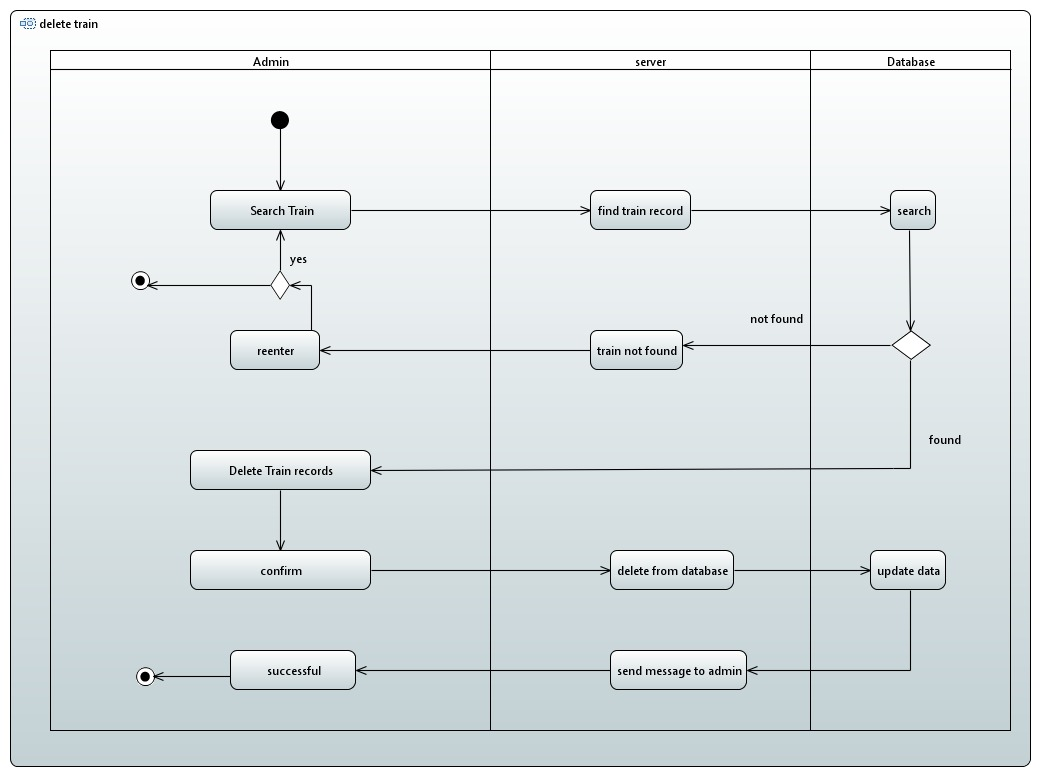 delete train
Admin
server
Database
Search Train
find train record
search
yes
not found
reenter
train not found
found
Delete Train records
confirm
delete from database
update data
successful
send message to admin